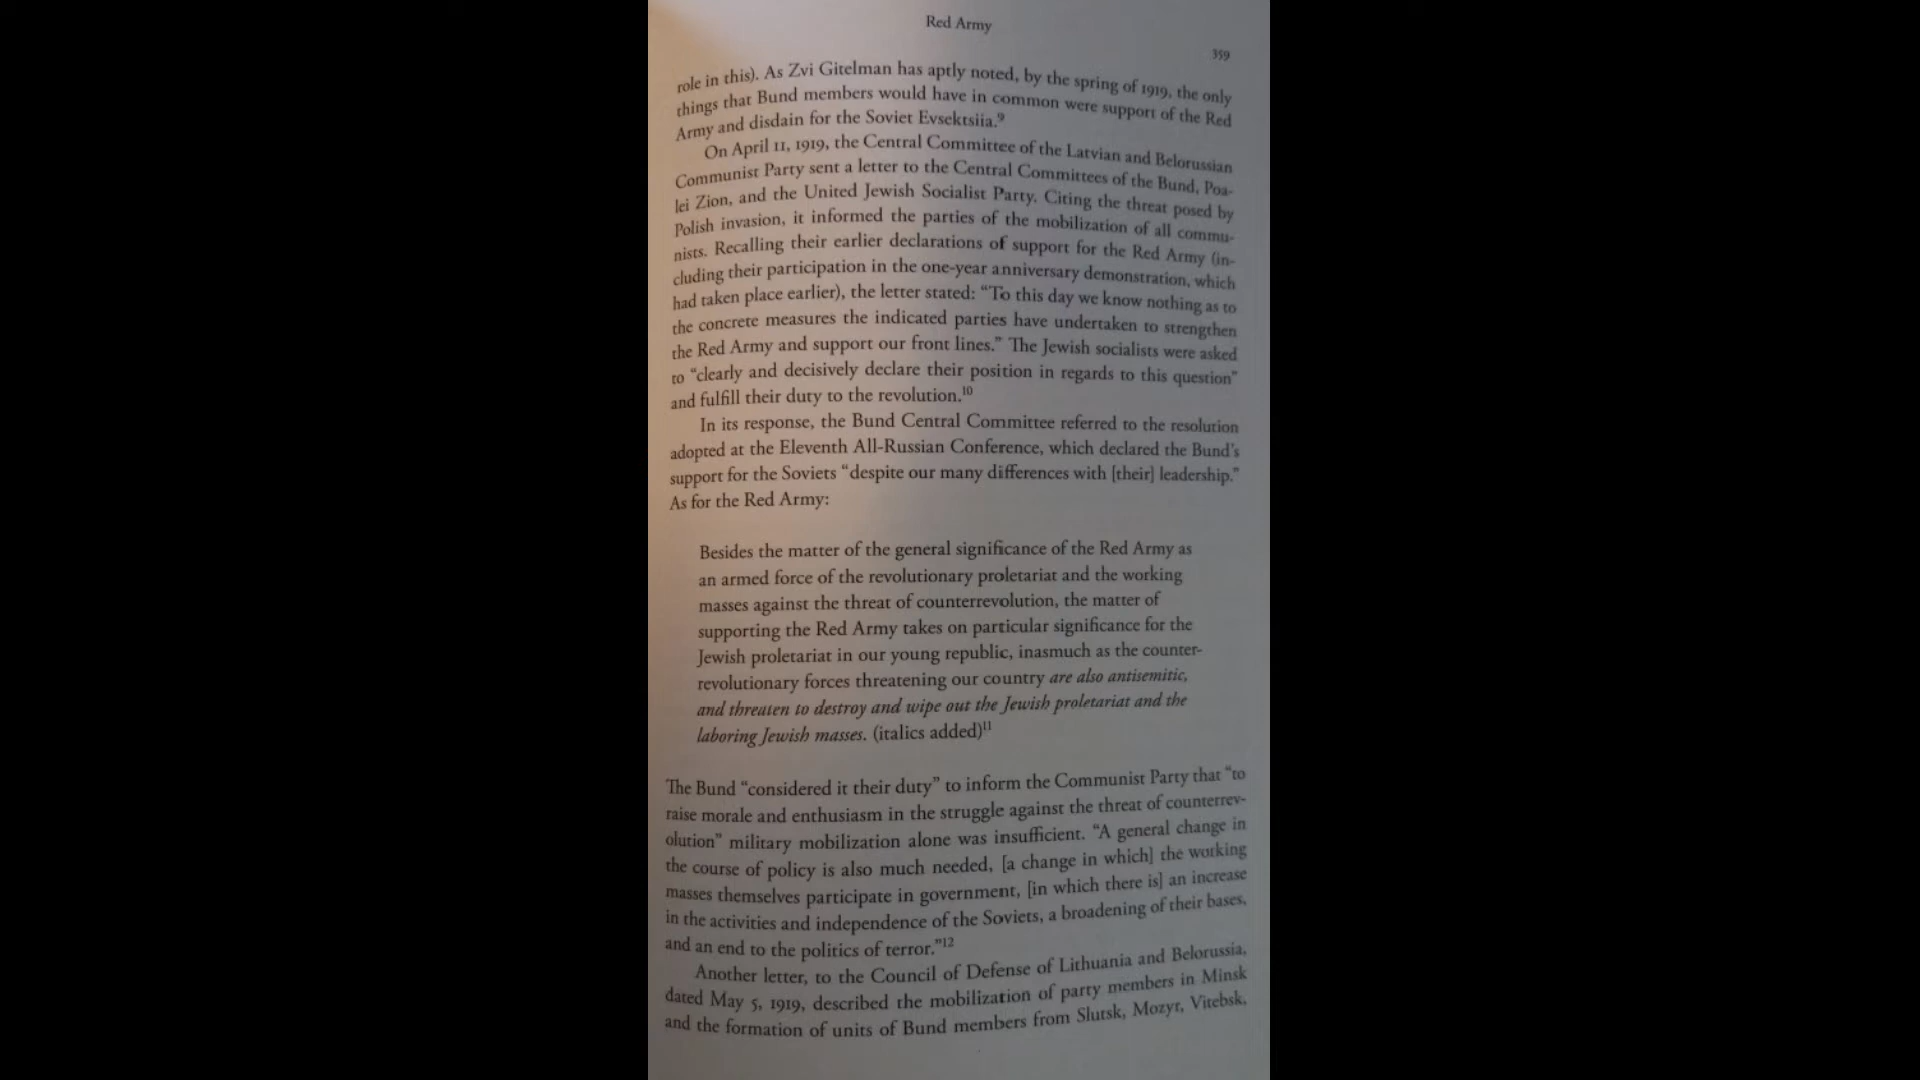 Red Army
359
role in this). As Zvi Gitelman has aptly noted, by the spring of 1919, the only
things that Bund members would have in common were support of the Red
Army and disdain for the Soviet Evsektsiia.9
On April 11, 1919, the Central Committee of the Latvian and Belorussian
Communist Party sent a letter to the Central Committees of the Bund, Poa-
lei Zion, and the United Jewish Socialist Party. Citing the threat posed by
Polish invasion, it informed the parties of the mobilization of all commu-
nists. Recalling their earlier declarations of support for the Red Army (in-
cluding their participation in the one-year anniversary demonstration, which
had taken place earlier), the letter stated: “To this day we know nothing as to
the concrete measures the indicated parties have undertaken to strengthen
the Red Army and support our front lines.” The Jewish socialists were asked
to “clearly and decisively declare their position in regards to this question”
and fulfill their duty to the revolution.10
In its response, the Bund Central Committee referred to the resolution
adopted at the Eleventh All-Russian Conference, which declared the Bund’s
support for the Soviets “despite our many differences with [their] leadership.”
As for the Red Army:
Besides the matter of the general significance of the Red Army as
an armed force of the revolutionary proletariat and the working
masses against the threat of counterrevolution, the matter of
supporting the Red Army takes on particular significance for the
Jewish proletariat in our young republic, inasmuch as the counter-
revolutionary forces threatening our country are also antisemitic,
and threaten to destroy and wipe out the Jewish proletariat and the
laboring Jewish masses. (italics added)11
The Bund “considered it their duty” to inform the Communist Party that “to
raise morale and enthusiasm in the struggle against the threat of counterrev-
olution” military mobilization alone was insufficient. “A general change in
the course of policy is also much needed, [a change in which] the working
masses themselves participate in government, [in which there is] an increase
in the activities and independence of the Soviets, a broadening of their bases,
and an end to the politics of terror.”12
Another letter, to the Council of Defense of Lithuania and Belorussia,
dated May 5, 1919, described the mobilization of party members in Minsk
and the formation of units of Bund members from Slutsk, Mozyr, Vitebsk,